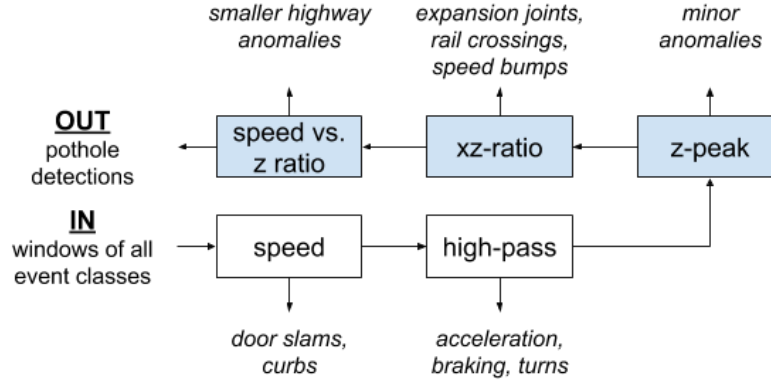 smaller highway
anomalies
expansion joints,
rail crossings,
speed bumps
minor
anomalies
OUT
pothole
detections
speed vs.
z ratio
xz-ratio
z-peak
IN
windows of all
event classes
speed
high-pass
door slams,
curbs
acceleration,
braking, turns